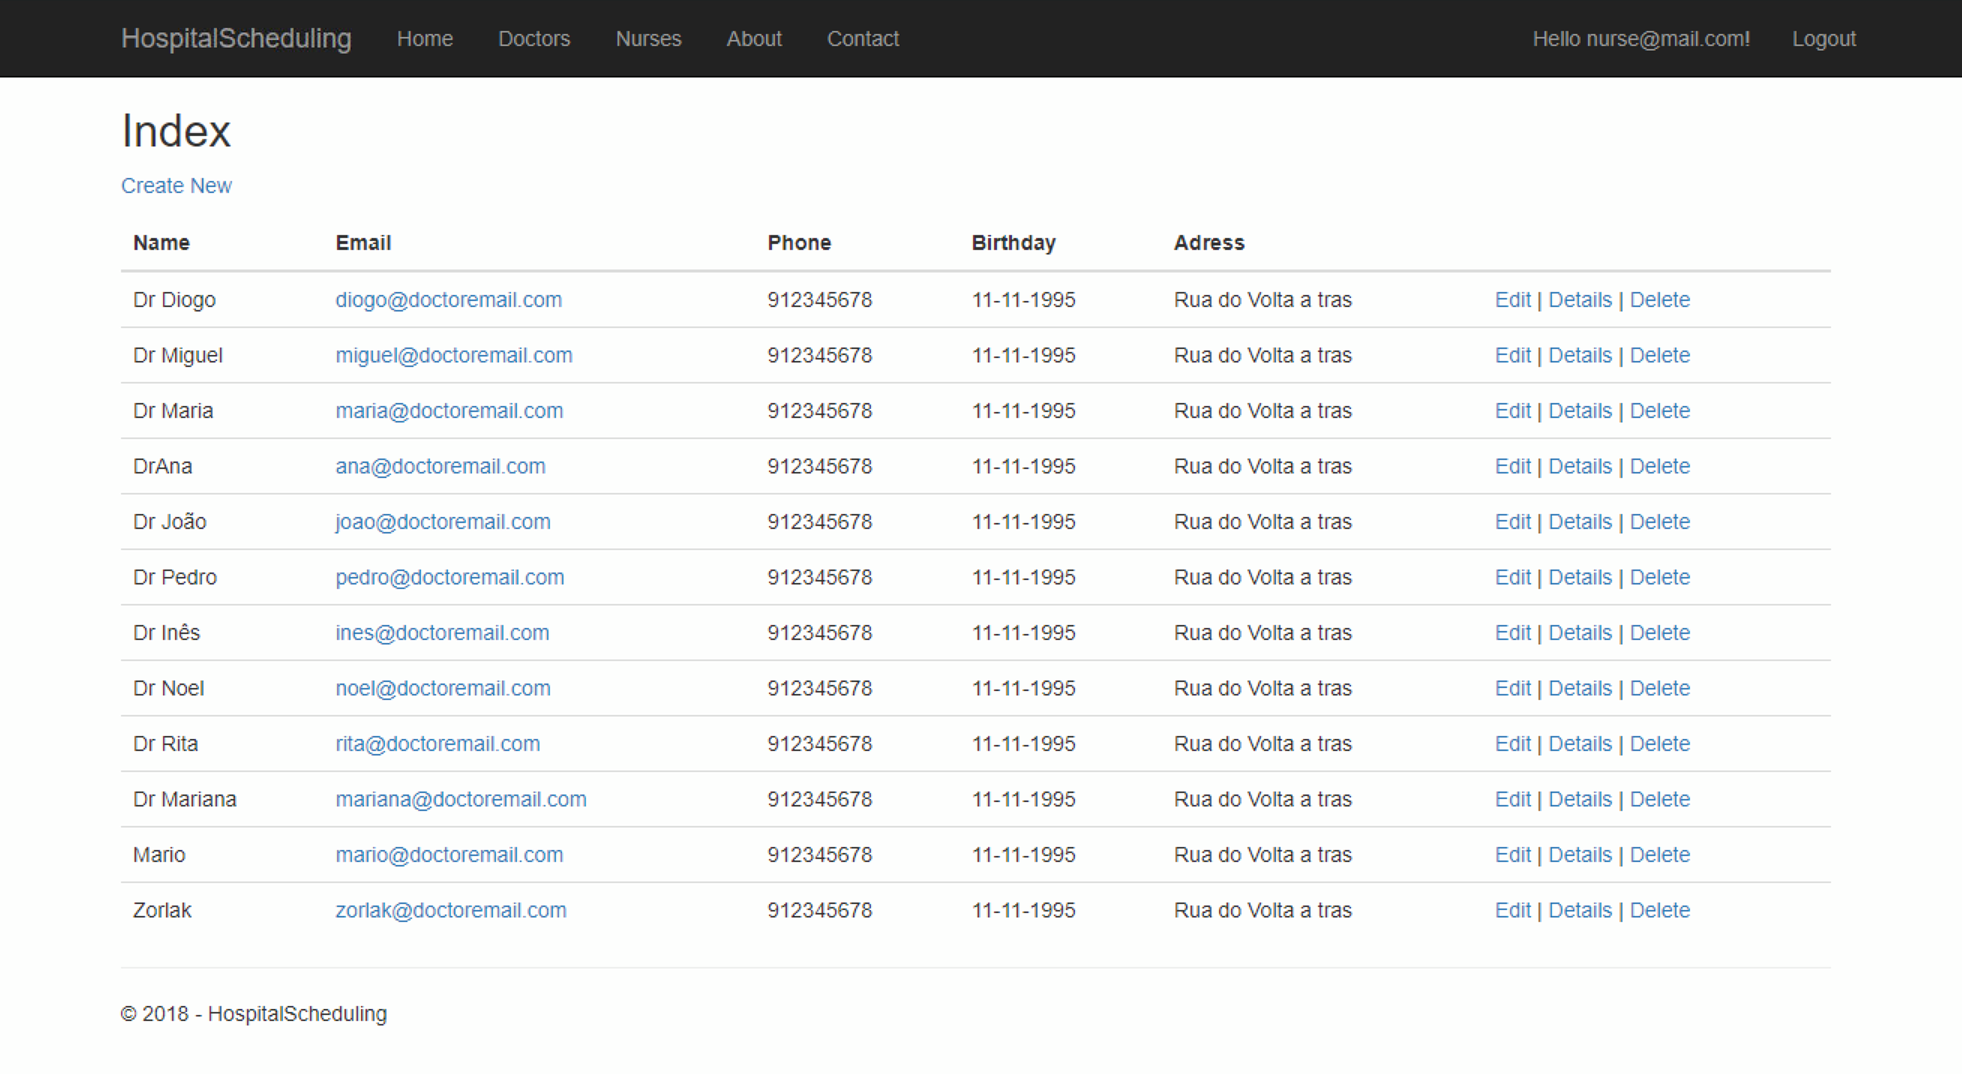 HospitalScheduling Home Doctors Nurses About Contact Hello nurse@mail.com! Logout
Index
Create New
Name Email Phone Birthday Adress
Dr Diogo diogo@doctoremail.com 912345678 11-11-1995 Rua do Volta a tras Edit | Details | Delete
Dr Miguel miguel@doctoremail.com 912345678 11-11-1995 Rua do Volta a tras Edit | Details | Delete
Dr Maria maria@doctoremail.com 912345678 11-11-1995 Rua do Volta a tras Edit | Details | Delete
DrAna ana@doctoremail.com 912345678 11-11-1995 Rua do Volta a tras Edit | Details | Delete
Dr João joao@doctoremail.com 912345678 11-11-1995 Rua do Volta a tras Edit | Details | Delete
Dr Pedro pedro@doctoremail.com 912345678 11-11-1995 Rua do Volta a tras Edit | Details | Delete
Dr Inês ines@doctoremail.com 912345678 11-11-1995 Rua do Volta a tras Edit | Details | Delete
Dr Noel noel@doctoremail.com 912345678 11-11-1995 Rua do Volta a tras Edit | Details | Delete
Dr Rita rita@doctoremail.com 912345678 11-11-1995 Rua do Volta a tras Edit | Details | Delete
Dr Mariana mariana@doctoremail.com 912345678 11-11-1995 Rua do Volta a tras Edit | Details | Delete
Mario mario@doctoremail.com 912345678 11-11-1995 Rua do Volta a tras Edit | Details | Delete
Zorlak zorlak@doctoremail.com 912345678 11-11-1995 Rua do Volta a tras Edit | Details | Delete
© 2018 - HospitalScheduling